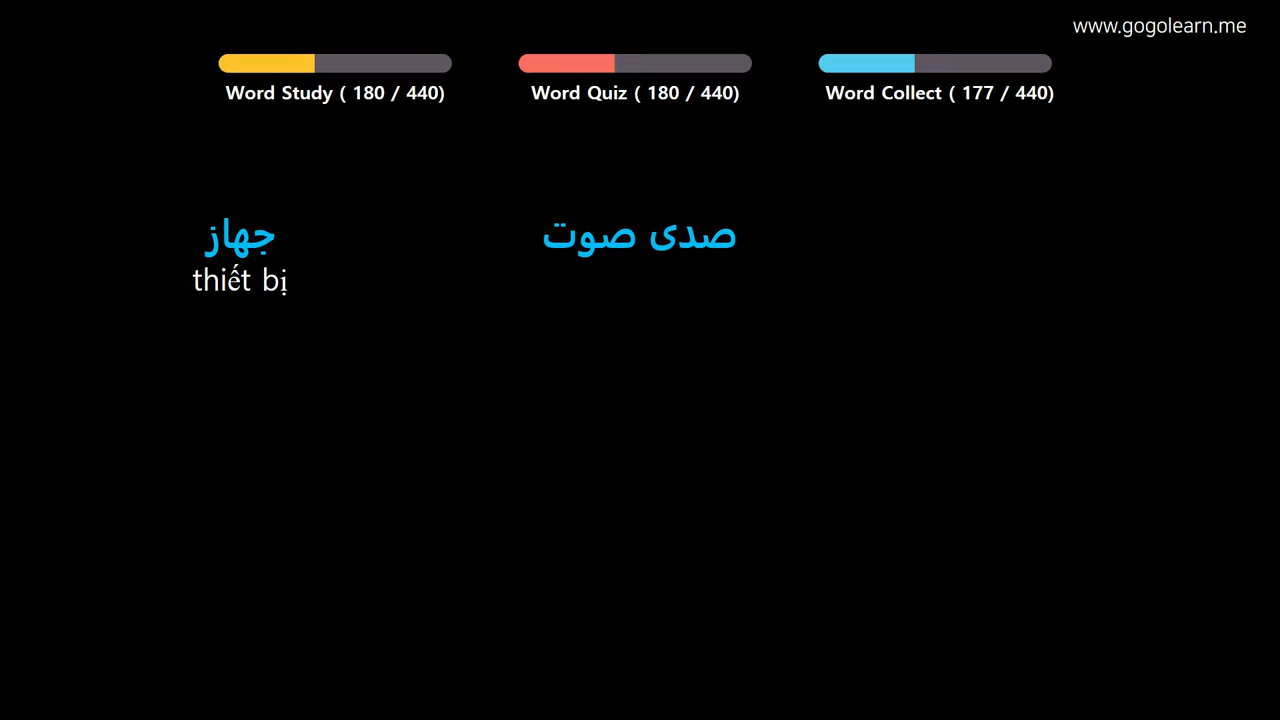 www.gogolearn.me
Word Study ( 180 / 440)
Word Quiz ( 180 / 440)
Word Collect ( 177 / 440)
جهاز
thiết bị
صدى صوت